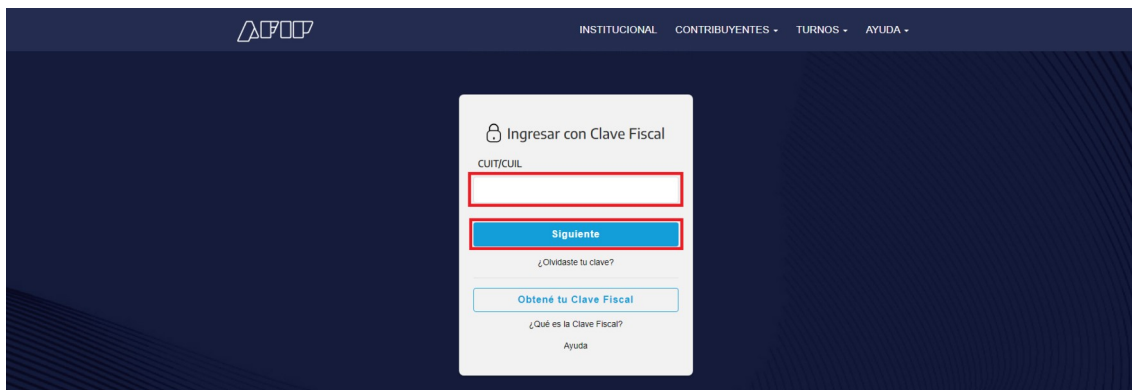 AFIP
INSTITUCIONAL CONTRIBUYENTES TURNOS AYUDA
Ingresar con Clave Fiscal
CUIT/CUIL
Siguiente
¿Olvidaste tu clave?
Obtené tu Clave Fiscal
¿Qué es la Clave Fiscal?
Ayuda